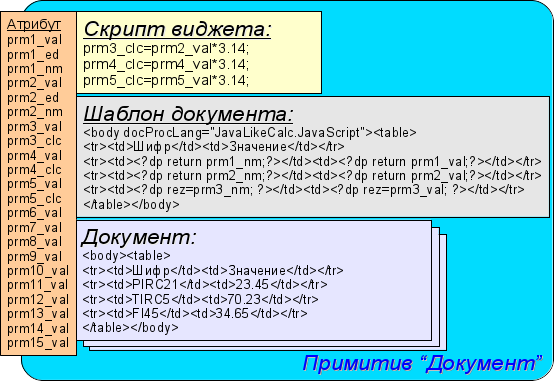 Атрибут
prm1_val
prm1_ed
prm1_nm
prm2_val
prm2_ed
prm2_nm
prm3_val
prm3_clc
prm4_val
prm4_clc
prm5_val
prm5_clc
prm6_val
prm7_val
prm8_val
prm9_val
prm10_val
prm11_val
prm12_val
prm13_val
prm14_val
prm15_val
Скрипт виджета:
prm3_clc=prm2_val*3.14;
prm4_clc=prm4_val*3.14;
prm5_clc=prm5_val*3.14;
Шаблон документа:
<body docProcLang="JavaLikeCalc.JavaScript"><table>
<tr><td>Шифр</td><td>Значение</td></tr>
<tr><td><?dp return prm1_nm;?></td><td><?dp return prm1_val;?></td></tr>
<tr><td><?dp return prm2_nm;?></td><td><?dp return prm2_val;?></td></tr>
<tr><td><?dp rez=prm3_nm; ?></td><td><?dp rez=prm3_val; ?></td></tr>
</table></body>
Документ:
<body><table>
<tr><td>Шифр</td><td>Значение</td></tr>
<tr><td>PIRC21</td><td>23.45</td></tr>
<tr><td>TIRC5</td><td>70.23</td></tr>
<tr><td>FI45</td><td>34.65</td></tr>
</table></body>
Примитив “Документ”